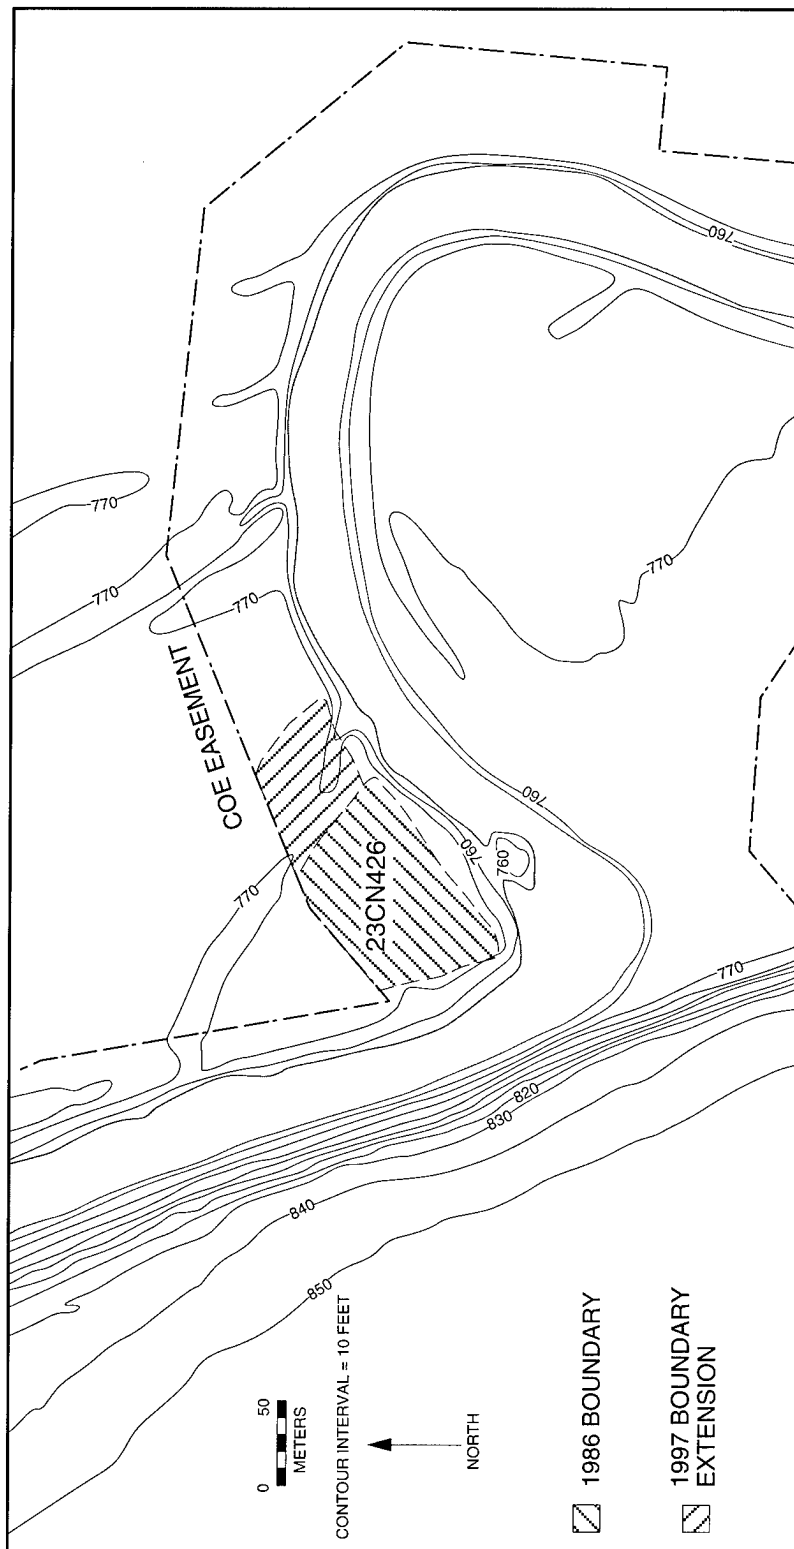 COE EASEMENT
770
770
770
770
770
760
760
760
760
23CN426
770
820
830
840
850
0 50
METERS
CONTOUR INTERVAL = 10 FEET
NORTH
1986 BOUNDARY
1997 BOUNDARY
EXTENSION